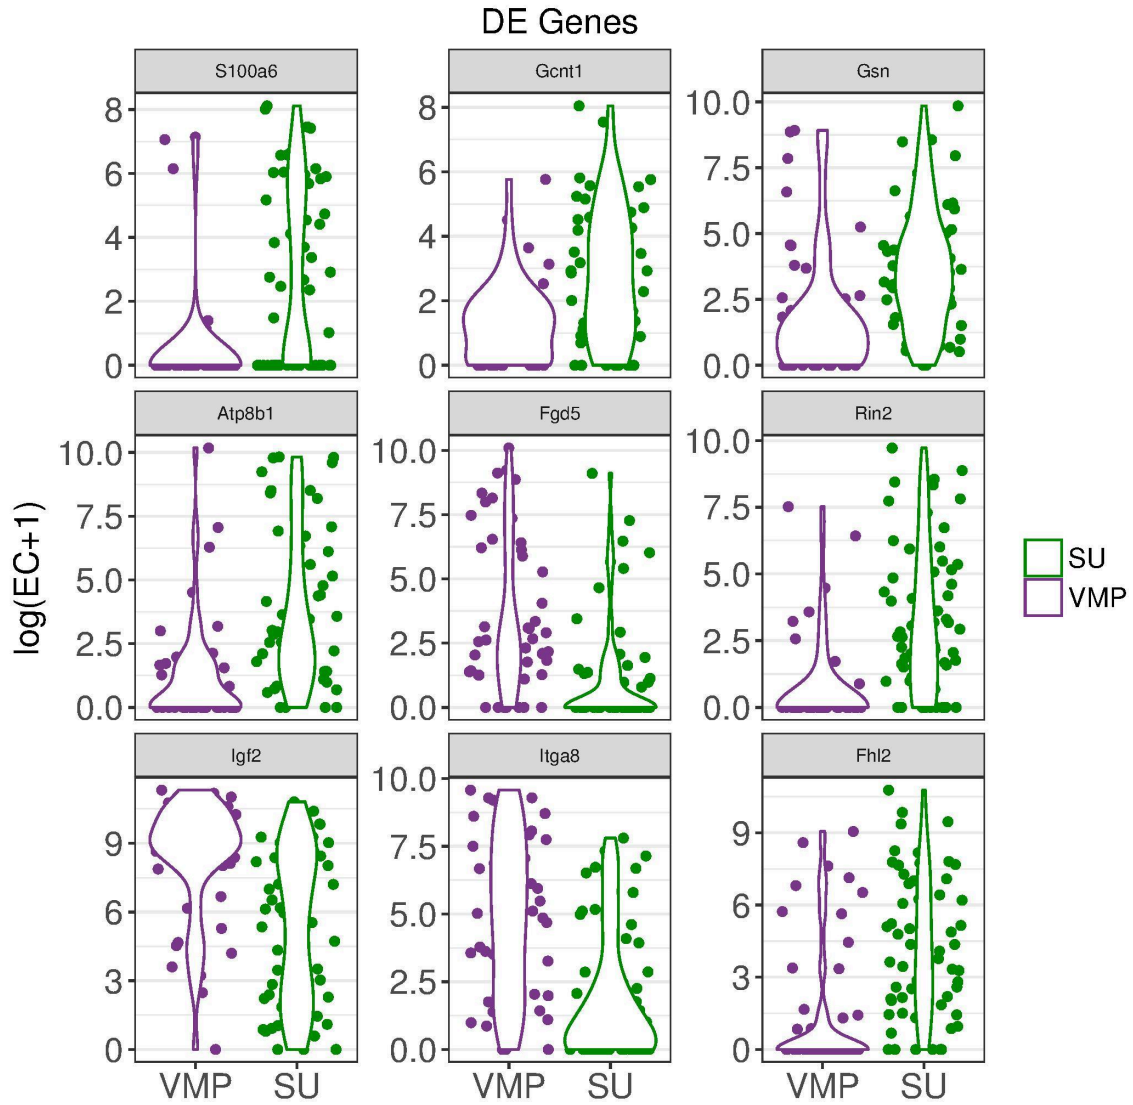 DE Genes
S100a6 Gcnt1 Gsn
8 8 10.0
6 6 7.5
4 4 5.0
2 2 2.5
0 0 0.0
Atp8b1 Fgd5 Rin2
10.0 10.0 10.0
7.5 7.5 7.5
5.0 5.0 5.0
2.5 2.5 2.5
0.0 0.0 0.0
log(EC+1)
SU
VMP
Igf2 Itga8 Fhl2
9 10.0 9
6 7.5 6
3 5.0 3
0 2.5 0
0.0
VMP SU VMP SU VMP SU